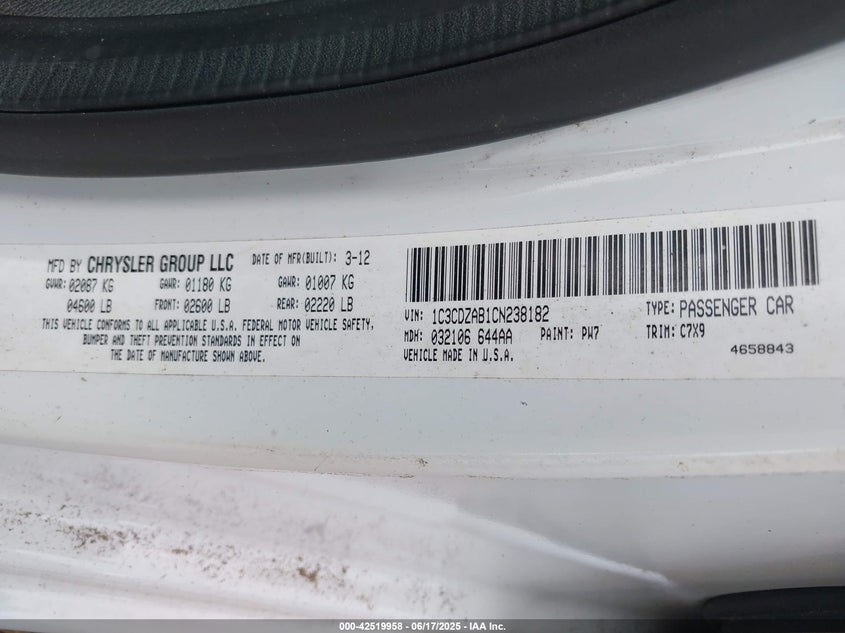 MFD BY CHRYSLER GROUP LLC DATE OF MFR(BUILT): 3-12
GVWR: 02087 KG GAWR: 01180 KG GAWR: 01007 KG
04600 LB FRONT: 02600 LB REAR: 02220 LB
THIS VEHICLE CONFORMS TO ALL APPLICABLE U.S.A. FEDERAL MOTOR VEHICLE SAFETY,
BUMPER AND THEFT PREVENTION STANDARDS IN EFFECT ON
THE DATE OF MANUFACTURE SHOWN ABOVE.
VIN: 1C3CDZAB1CN238182 TYPE: PASSENGER CAR
MDH: 032106 644AA PAINT: PW7 TRIM: C7X9
VEHICLE MADE IN U.S.A. 4658843
000-42519958 - 06/17/2025 - IAA Inc.